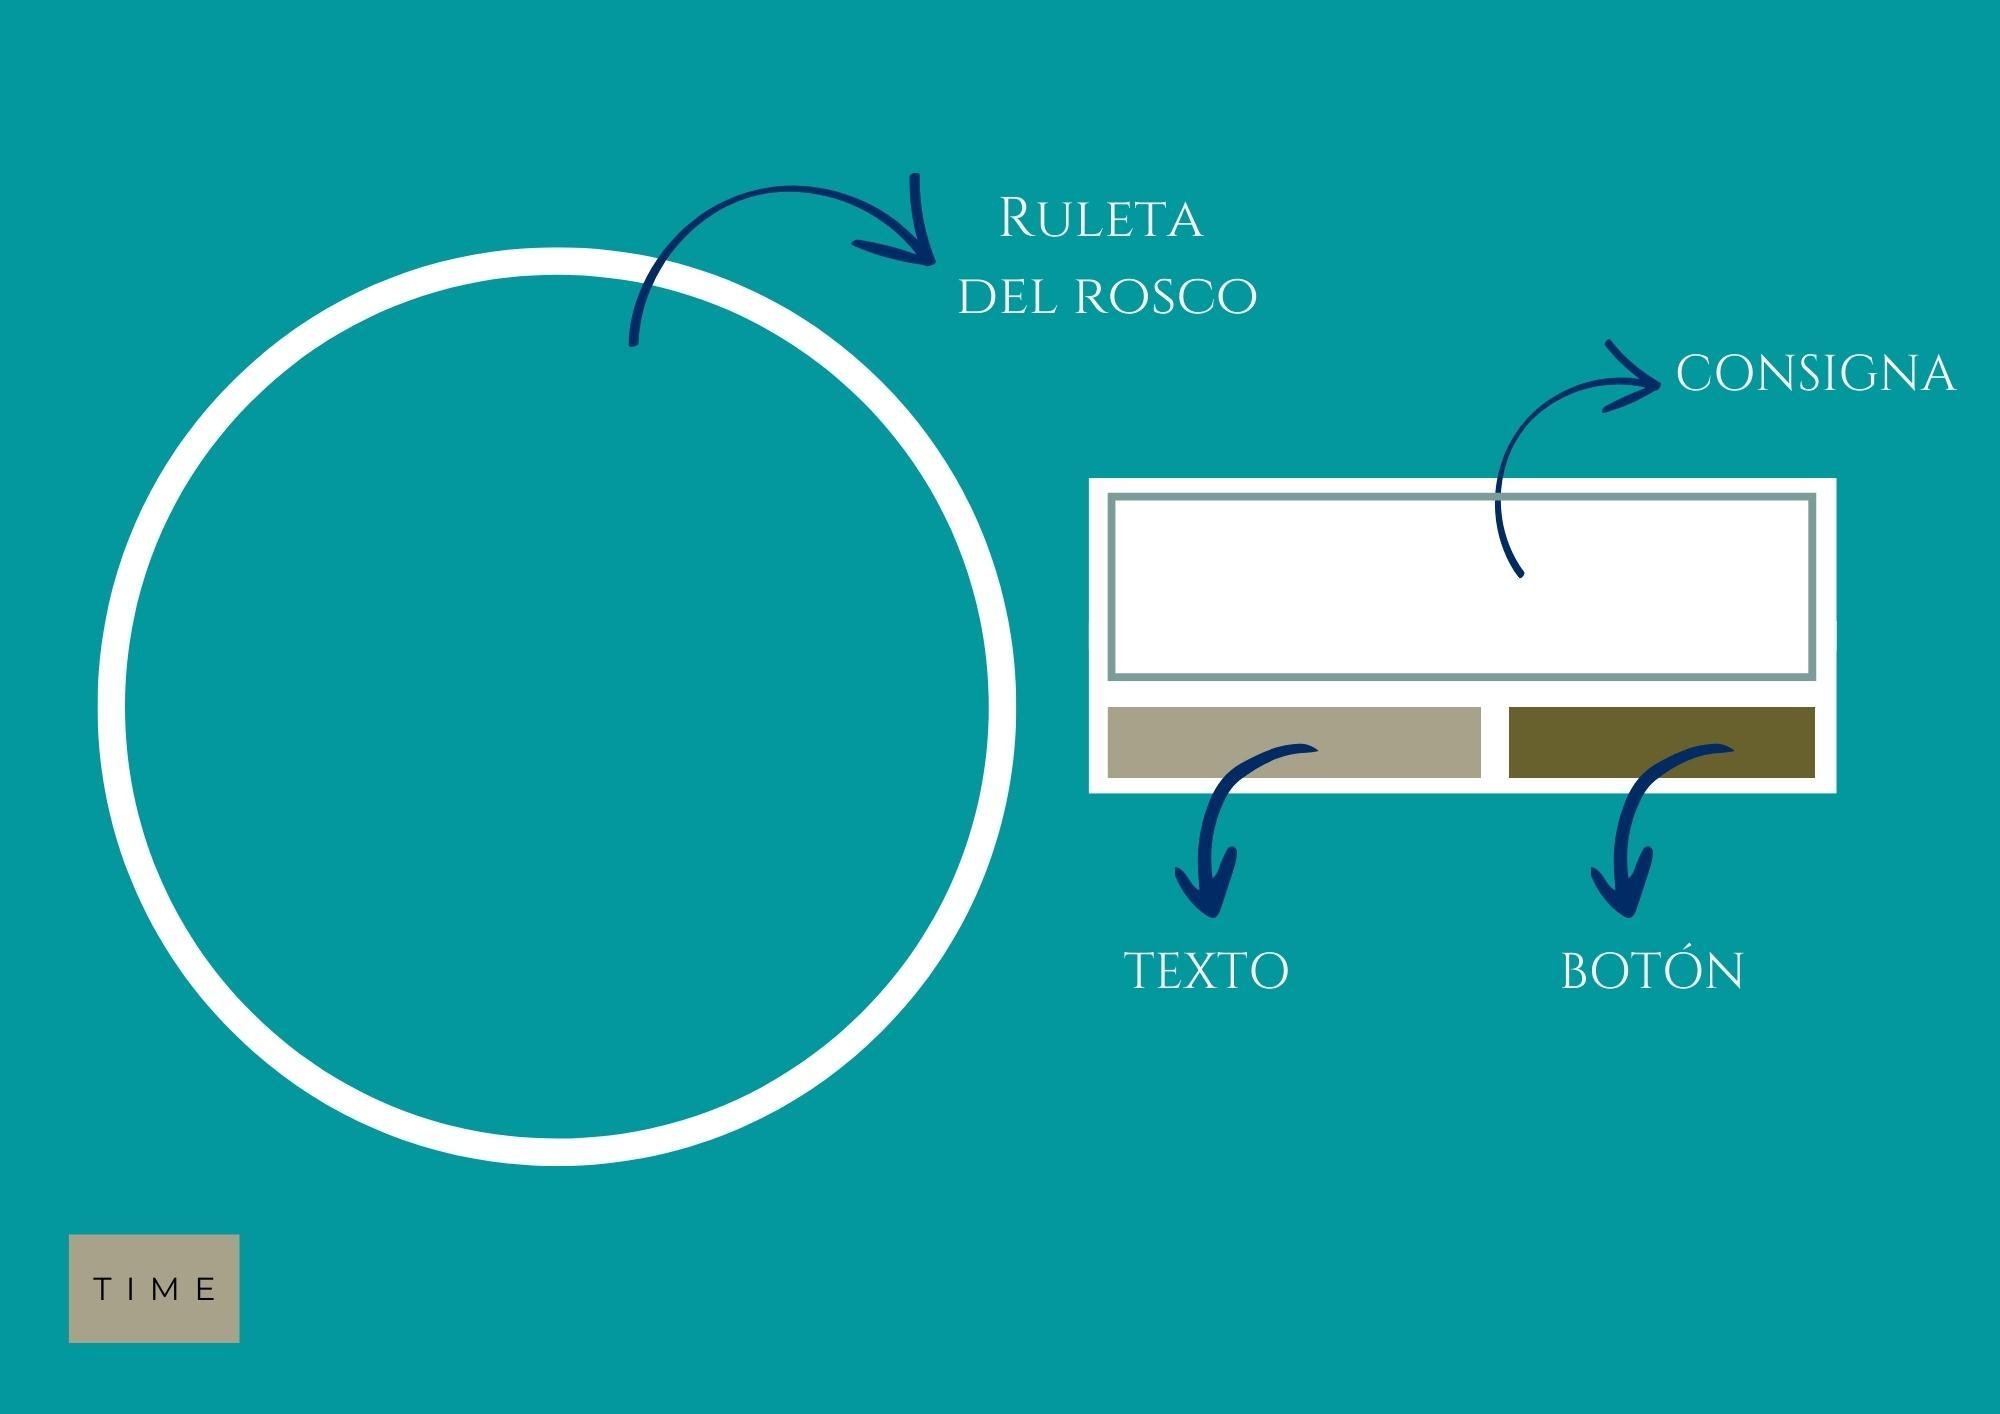 Ruleta
del rosco
CONSIGNA
TEXTO
BOTÓN
TIME